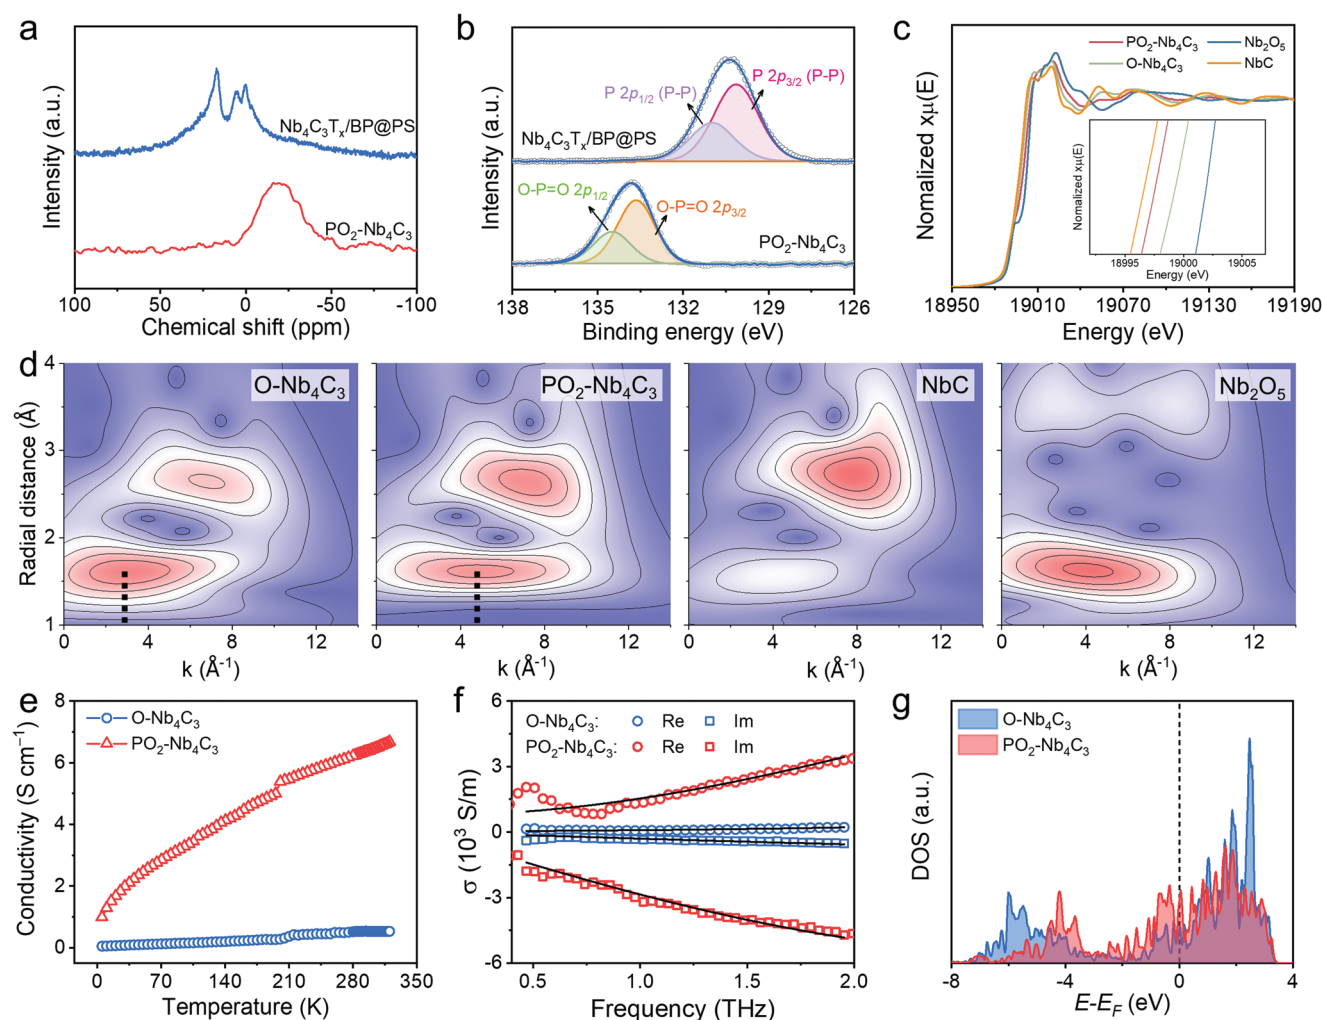 a
Intensity (a.u.)
Nb₄C₃Tₓ/BP@PS
PO₂-Nb₄C₃
100 50 0 -50 -100
Chemical shift (ppm)
b
Intensity (a.u.)
P 2p₃/₂ (P-P)
P 2p₁/₂ (P-P)
Nb₄C₃Tₓ/BP@PS
O-P=O 2p₁/₂
O-P=O 2p₃/₂
PO₂-Nb₄C₃
138 135 132 129 126
Binding energy (eV)
c
Nomalized xμ(E)
PO₂-Nb₄C₃ Nb₂O₅
O-Nb₄C₃ NbC
Nomalized xμ(E)
18995 19000 19005
Energy (eV)
18950 19010 19070 19130 19190
Energy (eV)
d
Radial distance (Å)
4
3
2
1
O-Nb₄C₃
0 4 8 12
k (Å⁻¹)
PO₂-Nb₄C₃
0 4 8 12
k (Å⁻¹)
NbC
0 4 8 12
k (Å⁻¹)
Nb₂O₅
0 4 8 12
k (Å⁻¹)
e
Conductivity (S cm⁻¹)
8
6
4
2
0
O-Nb₄C₃
PO₂-Nb₄C₃
0 70 140 210 280 350
Temperature (K)
f
σ (10³ S/m)
6
3
0
-3
-6
O-Nb₄C₃: Re Im
PO₂-Nb₄C₃: Re Im
0.5 1.0 1.5 2.0
Frequency (THz)
g
DOS (a.u.)
O-Nb₄C₃
PO₂-Nb₄C₃
-8 -4 0 4
E-E_F (eV)